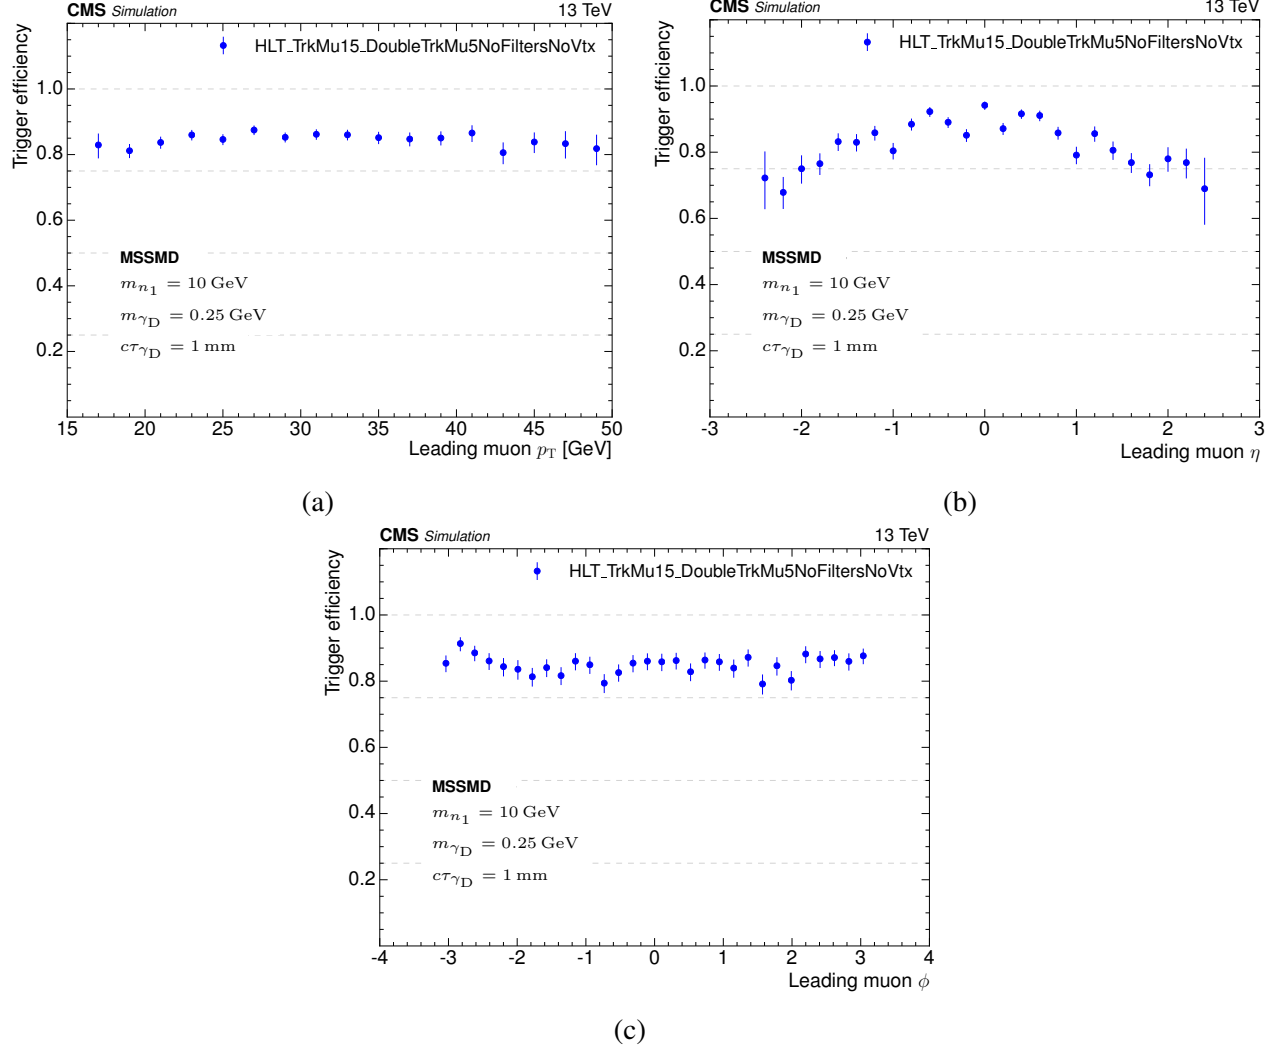 CMS Simulation 13 TeV
HLT_TrkMu15_DoubleTrkMu5NoFiltersNoVtx
Trigger efficiency
1.0
0.8
0.6
0.4
0.2
MSSMD
m_{n_1} = 10 GeV
m_{γ_D} = 0.25 GeV
cτ_{γ_D} = 1 mm
15 20 25 30 35 40 45 50
Leading muon p_T [GeV]
(a)
CMS Simulation 13 TeV
HLT_TrkMu15_DoubleTrkMu5NoFiltersNoVtx
Trigger efficiency
1.0
0.8
0.6
0.4
0.2
MSSMD
m_{n_1} = 10 GeV
m_{γ_D} = 0.25 GeV
cτ_{γ_D} = 1 mm
-3 -2 -1 0 1 2 3
Leading muon η
(b)
CMS Simulation 13 TeV
HLT_TrkMu15_DoubleTrkMu5NoFiltersNoVtx
Trigger efficiency
1.0
0.8
0.6
0.4
0.2
MSSMD
m_{n_1} = 10 GeV
m_{γ_D} = 0.25 GeV
cτ_{γ_D} = 1 mm
-4 -3 -2 -1 0 1 2 3 4
Leading muon ϕ
(c)